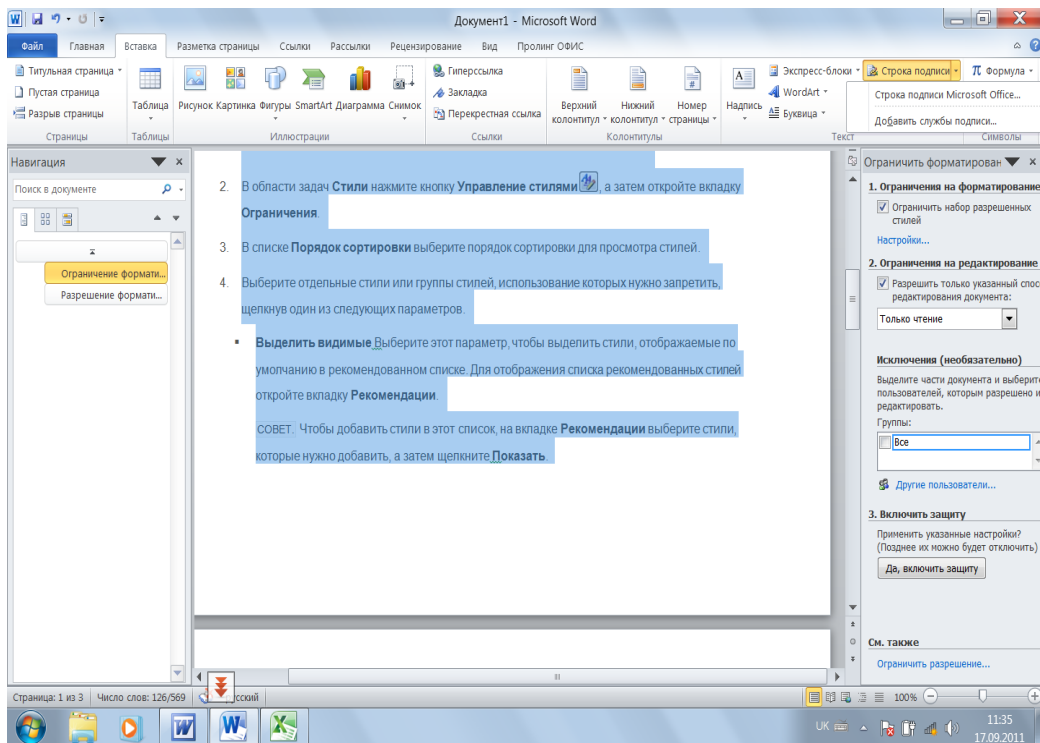 Документ1 - Microsoft Word
Файл Главная Вставка Разметка страницы Ссылки Рассылки Рецензирование Вид Пролинг ОФИС
Титульная страница
Пустая страница
Разрыв страницы
Страницы
Таблица
Таблицы
Рисунок Картинка Фигуры SmartArt Диаграмма Снимок
Иллюстрации
Гиперссылка
Закладка
Перекрестная ссылка
Ссылки
Верхний колонтитул
Нижний колонтитул
Номер страницы
Колонтитулы
Надпись
Экспресс-блоки
WordArt
Буквица
Текст
Строка подписи
Формула
Строка подписи Microsoft Office...
Добавить службы подписи...
Символы
Навигация
Поиск в документе
Ограничение формати...
Разрешение формати...
2. В области задач Стили нажмите кнопку Управление стилями , а затем откройте вкладку
Ограничения.
3. В списке Порядок сортировки выберите порядок сортировки для просмотра стилей.
4. Выберите отдельные стили или группы стилей, использование которых нужно запретить,
щелкнув один из следующих параметров.
▪ Выделить видимые Выберите этот параметр, чтобы выделить стили, отображаемые по
умолчанию в рекомендованном списке. Для отображения списка рекомендованных стилей
откройте вкладку Рекомендации.
СОВЕТ. Чтобы добавить стили в этот список, на вкладке Рекомендации выберите стили,
которые нужно добавить, а затем щелкните Показать.
Ограничить форматирован
1. Ограничения на форматирование
Ограничить набор разрешенных
стилей
Настройки...
2. Ограничения на редактирование
Разрешить только указанный спос
редактирования документа:
Только чтение
Исключения (необязательно)
Выделите части документа и выберите
пользователей, которым разрешено и
редактировать.
Группы:
Все
Другие пользователи...
3. Включить защиту
Применить указанные настройки?
(Позднее их можно будет отключить)
Да, включить защиту
См. также
Ограничить разрешение...
Страница: 1 из 3 Число слов: 126/569
100%
UK
11:35
17.09.2011